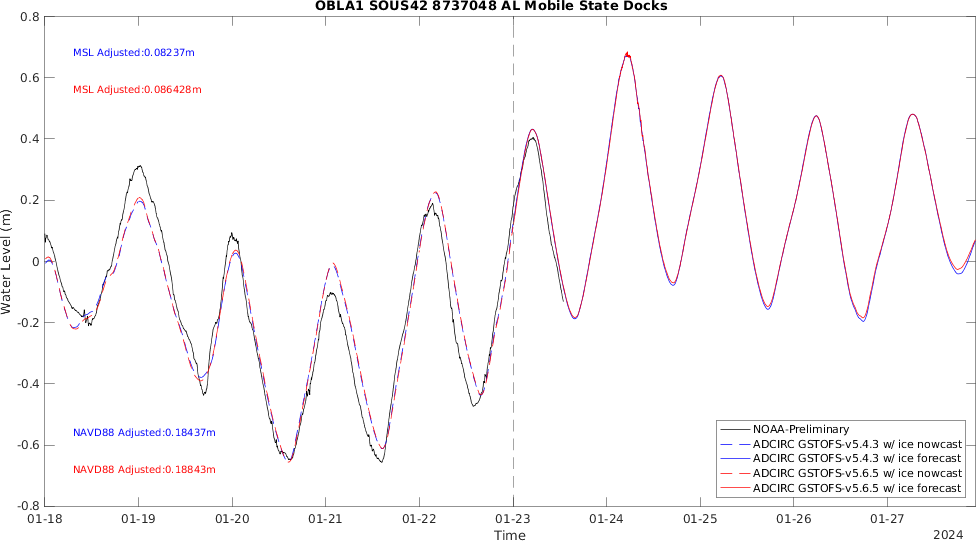 OBLA1 SOUS42 8737048 AL Mobile State Docks
Water Level (m)
0.8
0.6
0.4
0.2
0
-0.2
-0.4
-0.6
-0.8
MSL Adjusted:0.08237m
MSL Adjusted:0.086428m
NAVD88 Adjusted:0.18437m
NAVD88 Adjusted:0.18843m
NOAA-Preliminary
ADCIRC GSTOFS-v5.4.3 w/ ice nowcast
ADCIRC GSTOFS-v5.4.3 w/ ice forecast
ADCIRC GSTOFS-v5.6.5 w/ ice nowcast
ADCIRC GSTOFS-v5.6.5 w/ ice forecast
01-18 01-19 01-20 01-21 01-22 01-23 01-24 01-25 01-26 01-27
Time
2024